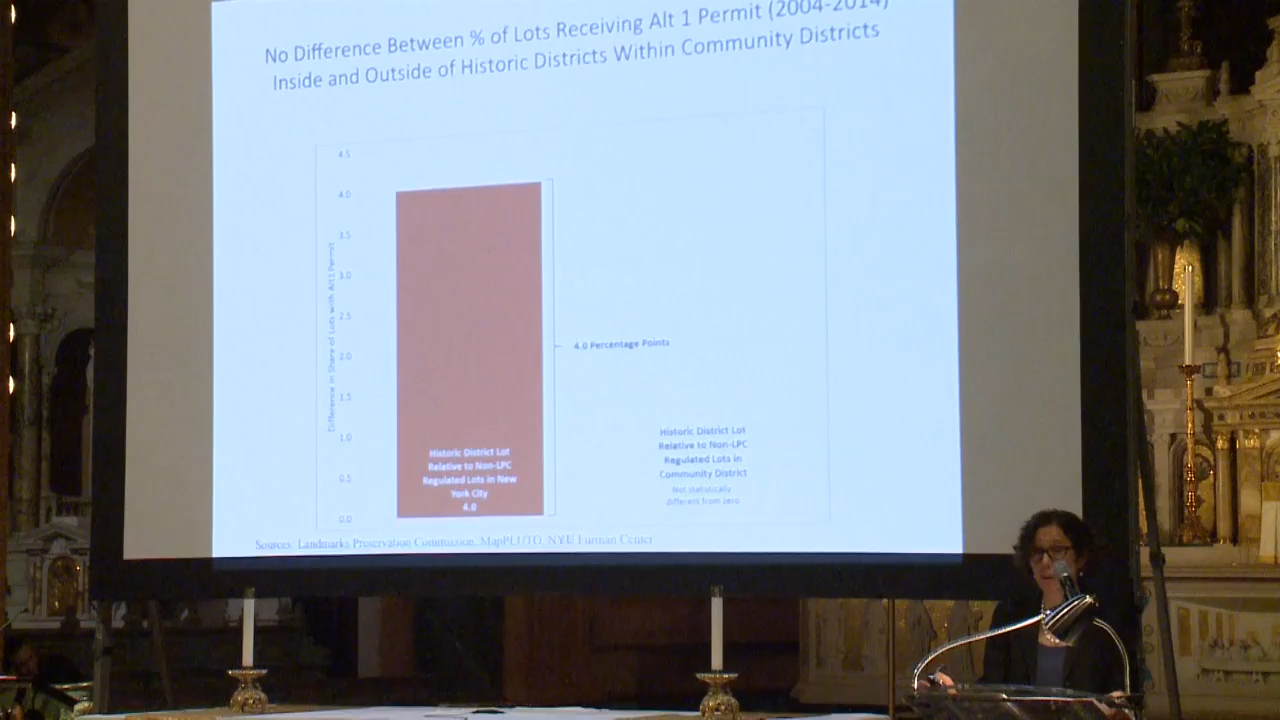 No Difference Between % of Lots Receiving Alt 1 Permit (2004-2014)
Inside and Outside of Historic Districts Within Community Districts
4.5
4.0
3.5
3.0
2.5
2.0
1.5
1.0
0.5
0.0
Difference in Share of Lots with Alt 1 Permit
Historic District Lot
Relative to Non-LPC
Regulated Lots in New
York City
4.0
4.0 Percentage Points
Historic District Lot
Relative to Non-LPC
Regulated Lots in
Community District
Not statistically
different from zero
Sources: Landmarks Preservation Commission, MapPLUTO, NYU Furman Center